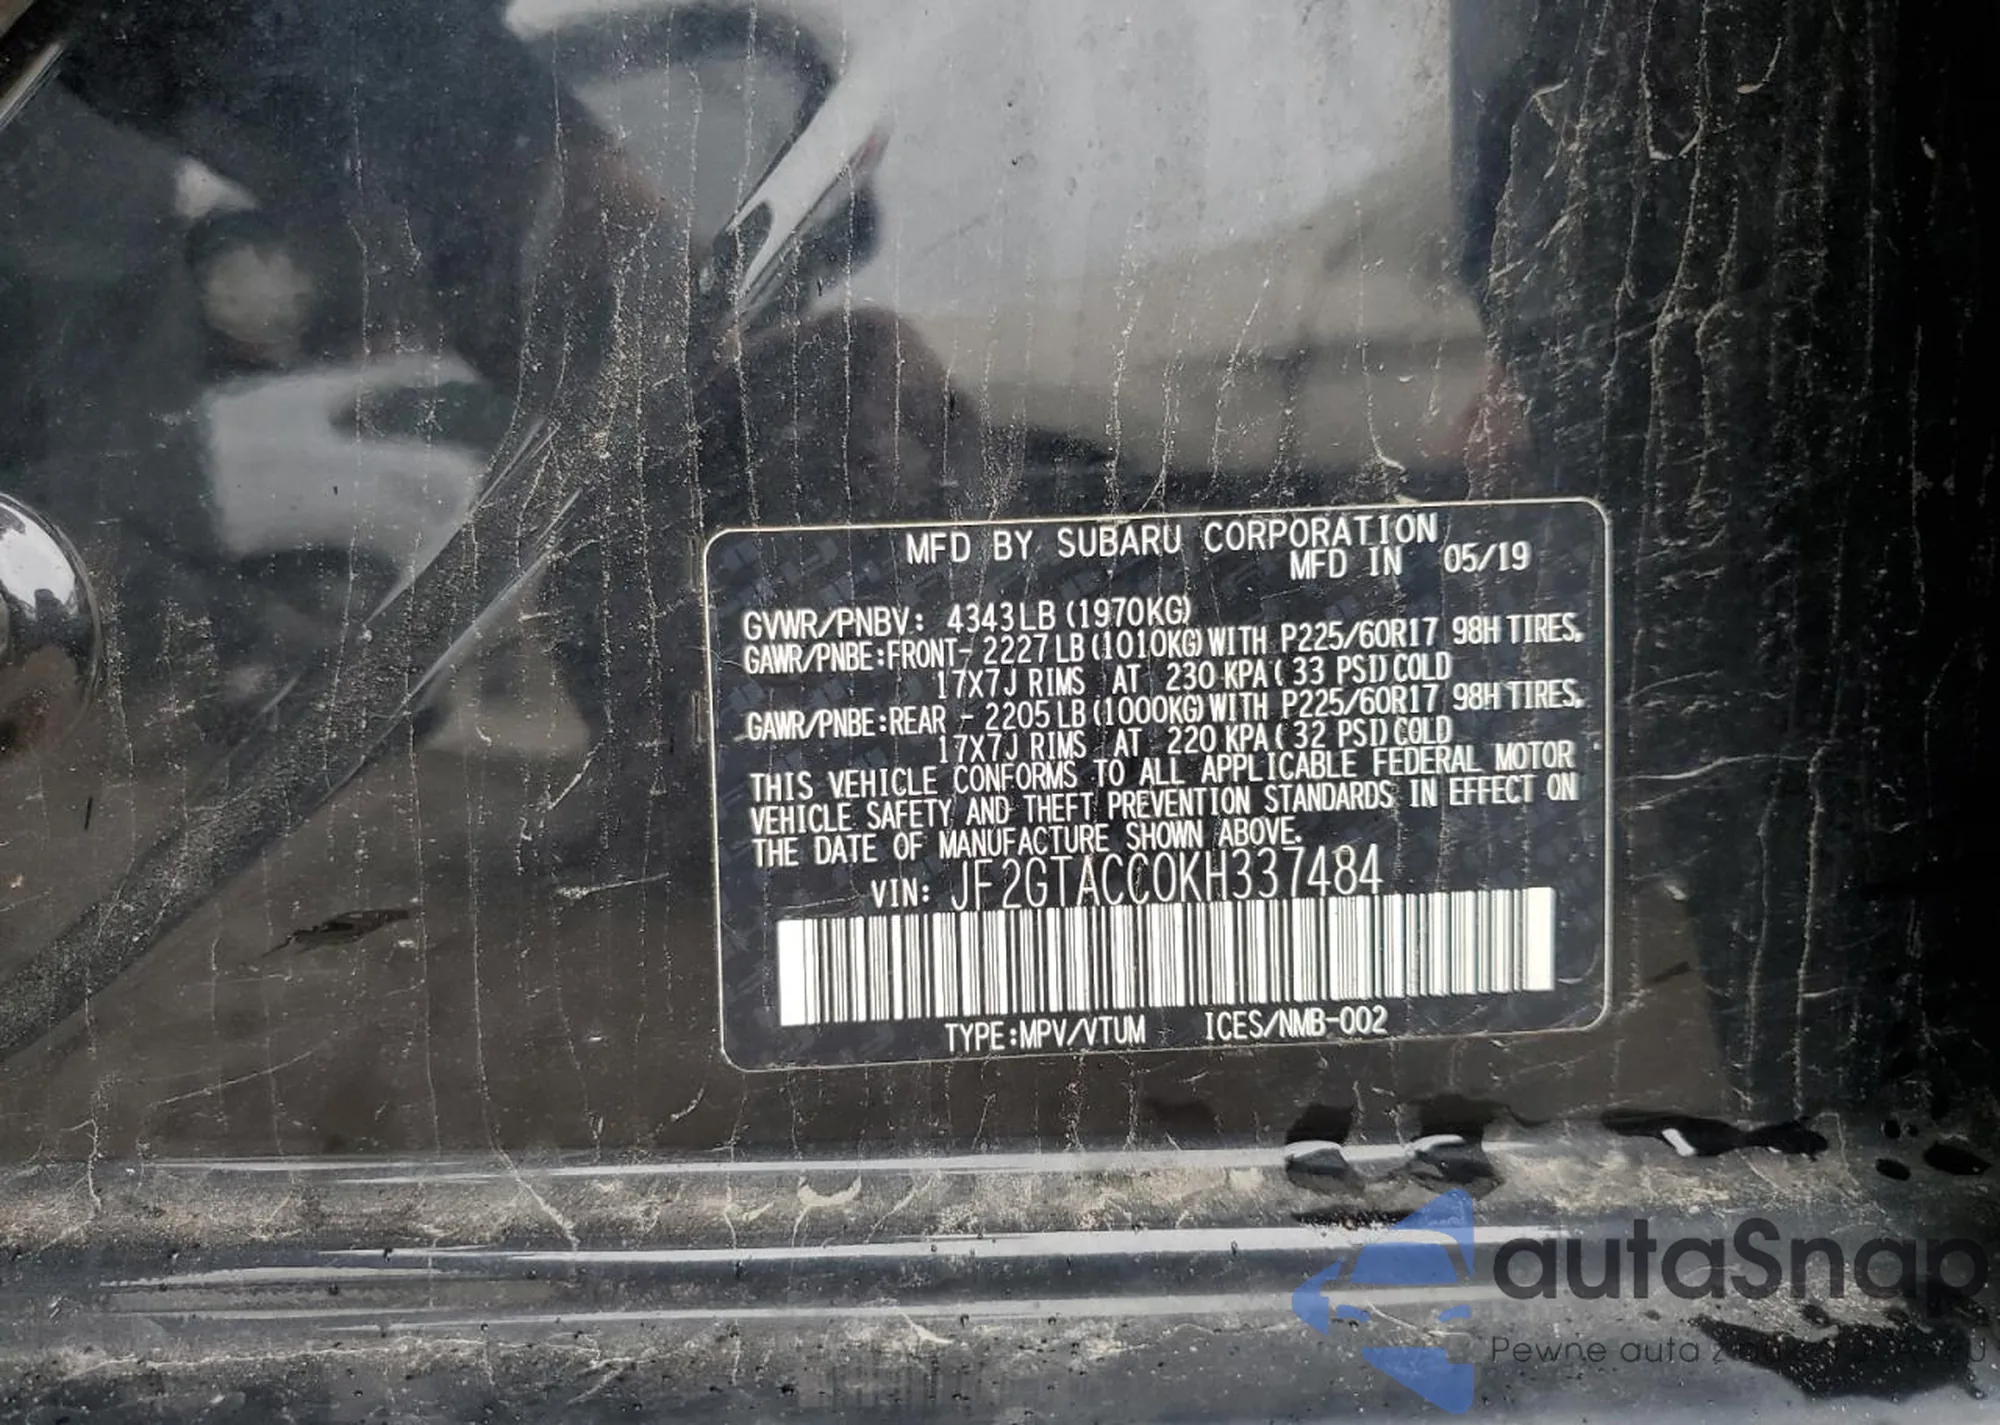 MFD BY SUBARU CORPORATION
MFD IN 05/19
GVWR/PNBV: 4343LB (1970KG)
GAWR/PNBE:FRONT- 2227 LB (1010KG) WITH P225/60R17 98H TIRES,
17X7J RIMS AT 230 KPA ( 33 PSI) COLD
GAWR/PNBE:REAR - 2205 LB (1000KG) WITH P225/60R17 98H TIRES,
17X7J RIMS AT 220 KPA ( 32 PSI) COLD
THIS VEHICLE CONFORMS TO ALL APPLICABLE FEDERAL MOTOR
VEHICLE SAFETY AND THEFT PREVENTION STANDARDS IN EFFECT ON
THE DATE OF MANUFACTURE SHOWN ABOVE.
VIN: JF2GTACC0KH337484
TYPE:MPV/VTUM ICES/NMB-002
autaSnap
Pewne auta z